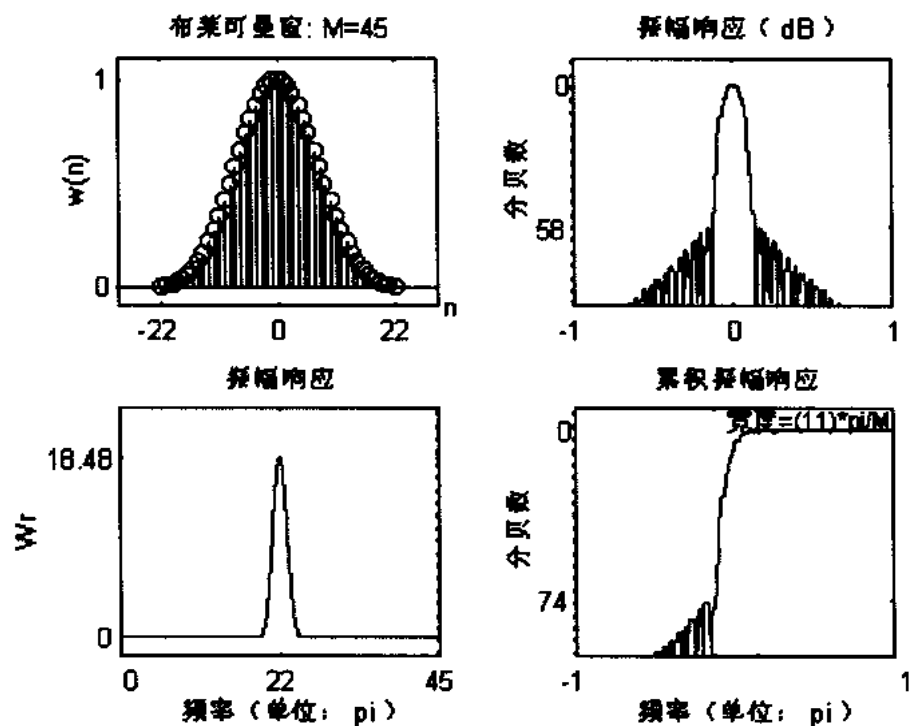 布莱可曼窗: M=45
1
w(n)
0
-22
0
22
n
振幅响应（dB）
0
分贝数
58
-1
0
1
振幅响应
18.48
Wr
0
0
22
45
频率（单位：pi）
累积振幅响应
宽度=(11)*pi/M
0
分贝数
74
-1
1
频率（单位：pi）